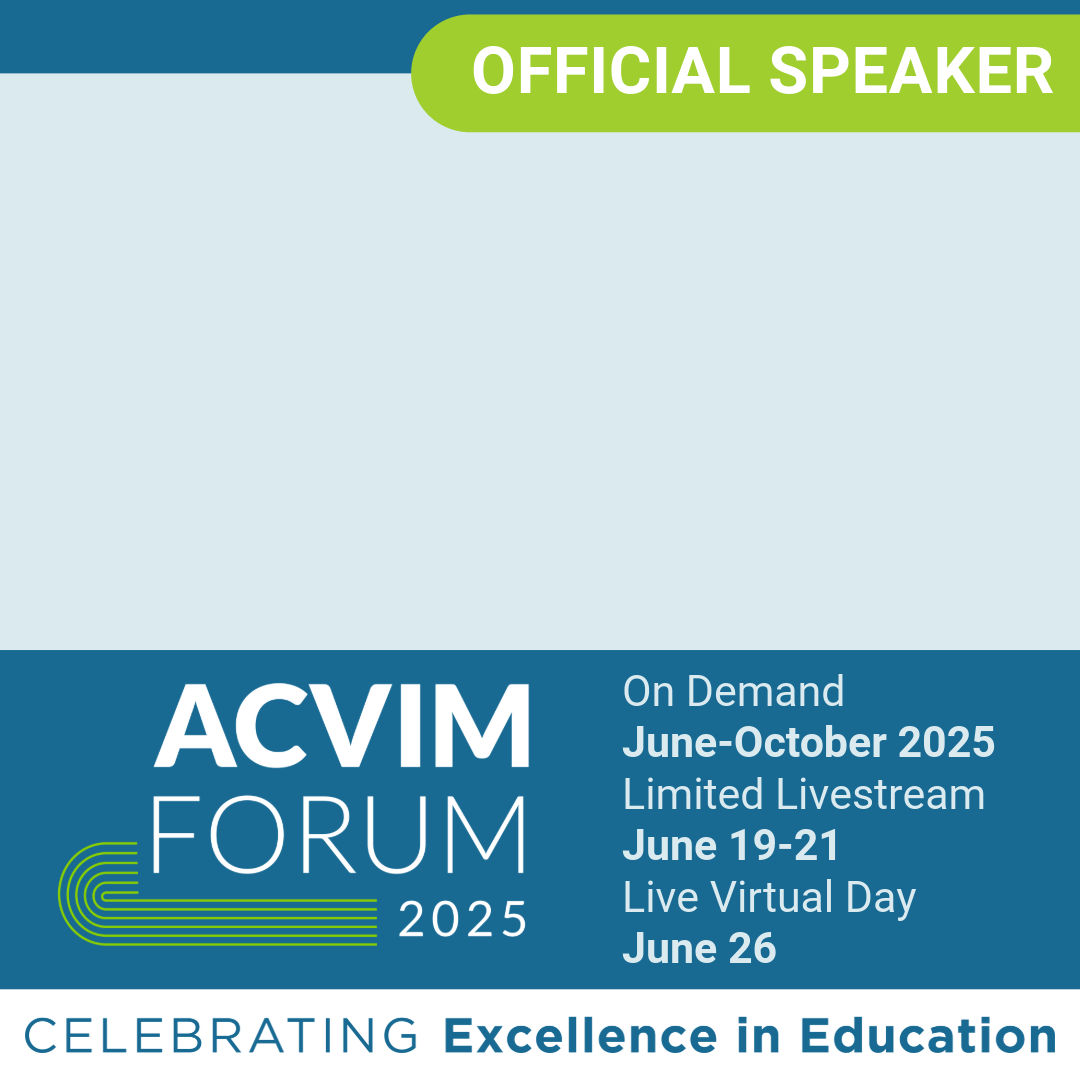 OFFICIAL SPEAKER
ACVIM
FORUM
2025
On Demand
June-October 2025
Limited Livestream
June 19-21
Live Virtual Day
June 26
CELEBRATING Excellence in Education